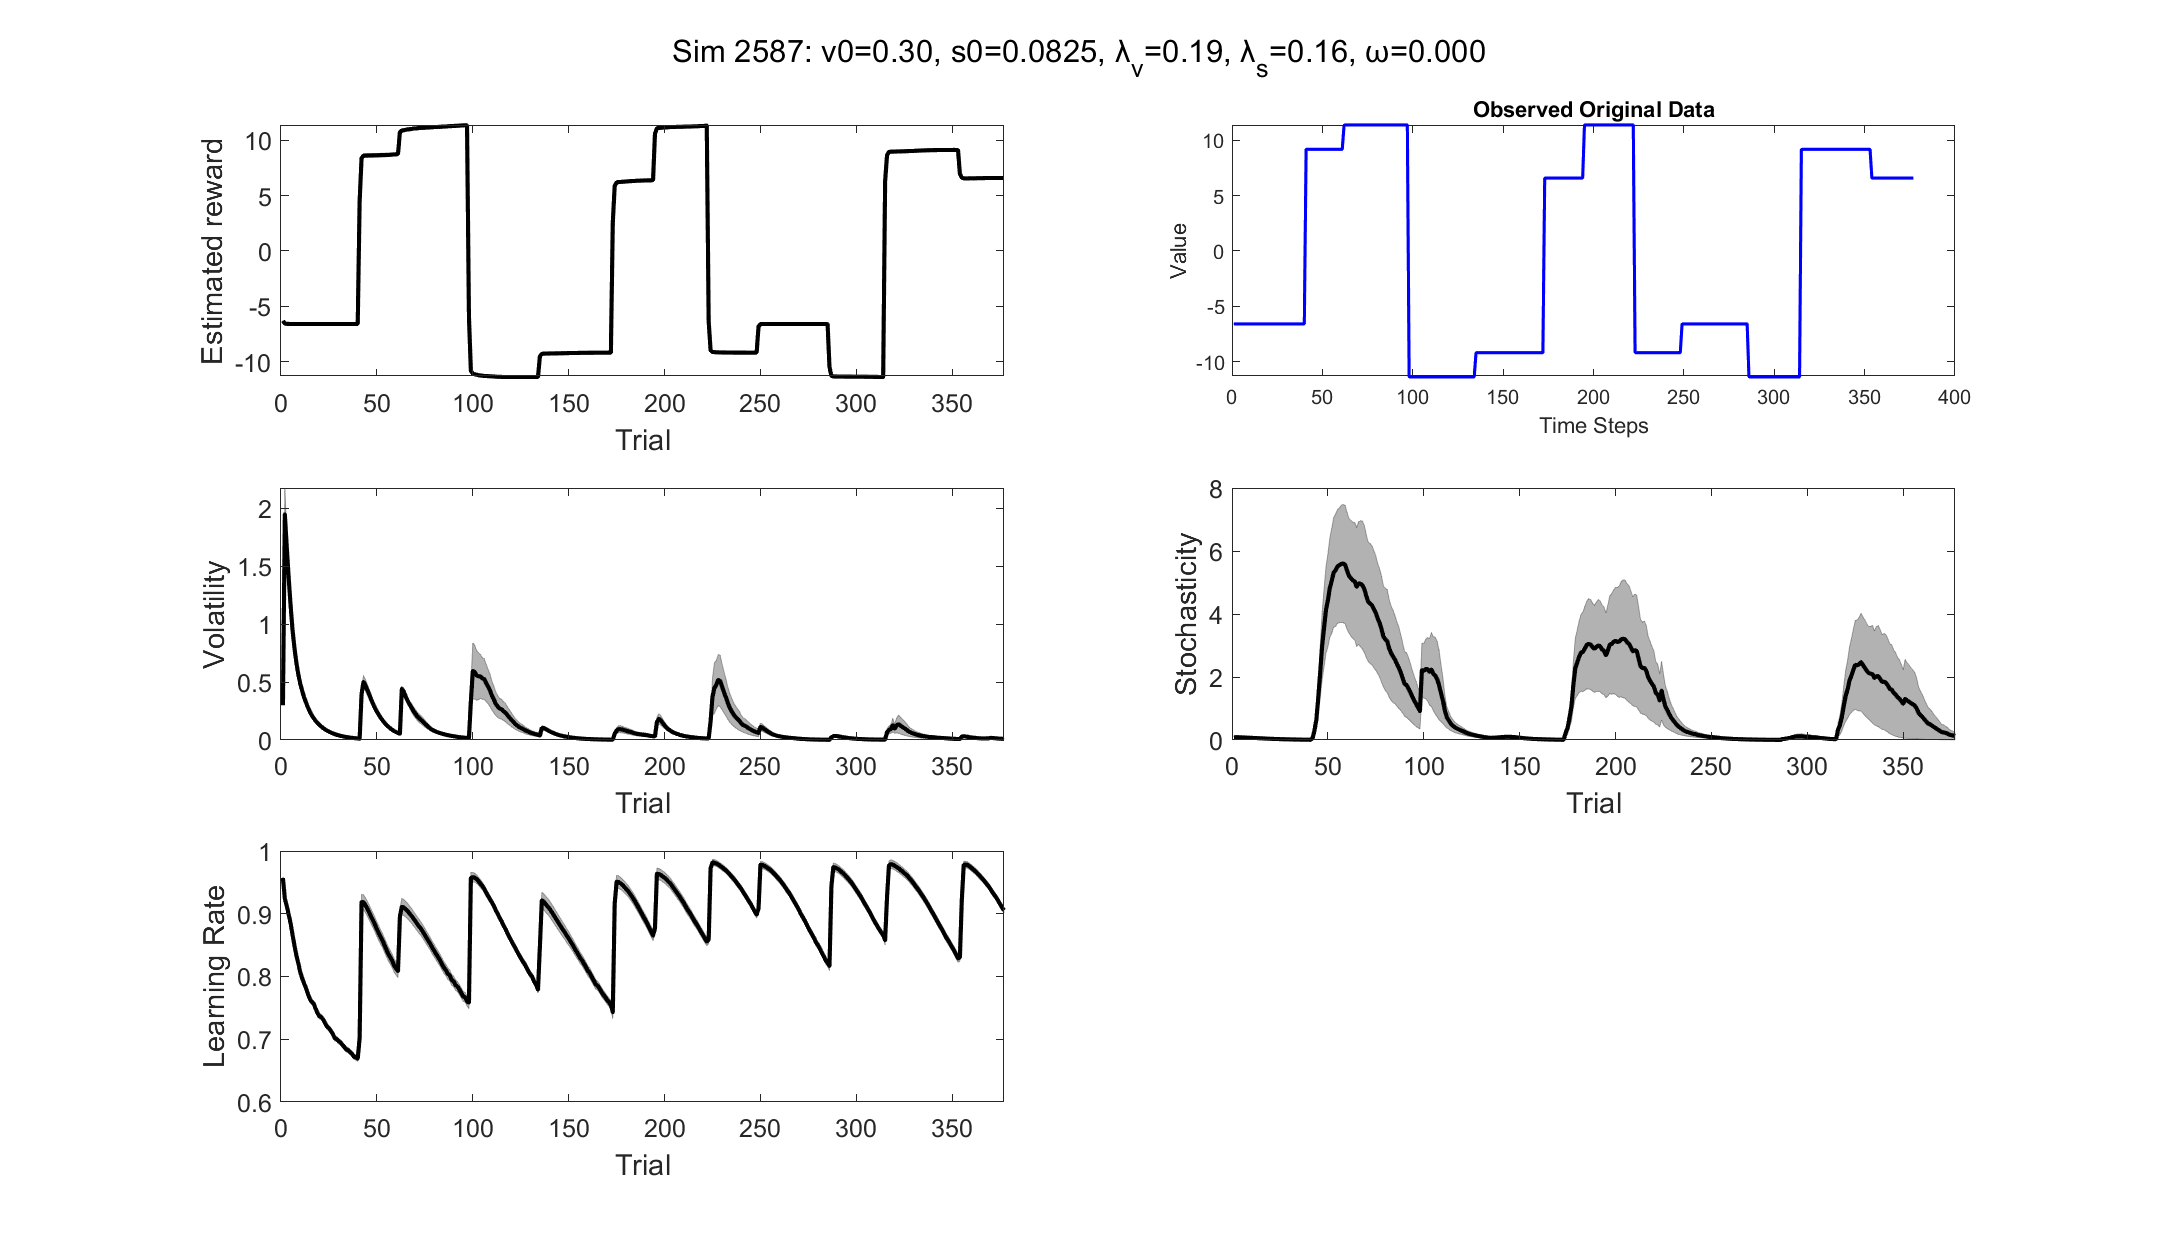 Sim 2587: v0=0.30, s0=0.0825, λv=0.19, λs=0.16, ω=0.000
Estimated reward
10
5
0
-5
-10
0 50 100 150 200 250 300 350
Trial
Observed Original Data
Value
10
5
0
-5
-10
0 50 100 150 200 250 300 350 400
Time Steps
Volatility
2
1.5
1
0.5
0
0 50 100 150 200 250 300 350
Trial
Stochasticity
8
6
4
2
0
0 50 100 150 200 250 300 350
Trial
Learning Rate
1
0.9
0.8
0.7
0.6
0 50 100 150 200 250 300 350
Trial